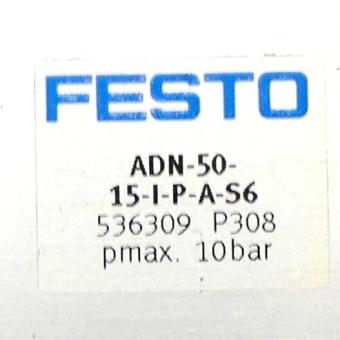 FESTO
ADN-50-
15-I-P-A-S6
536309 P308
pmax. 10bar